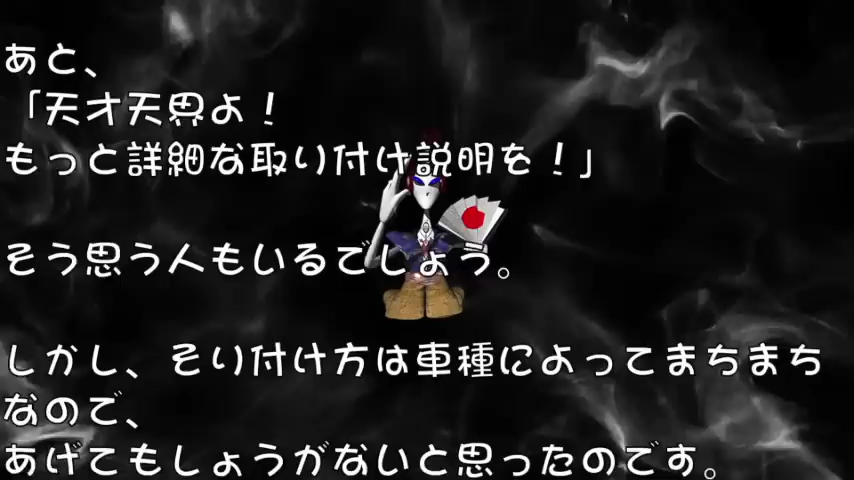 あと、
「天才天界よ！
もっと詳細な取り付け説明を！」
そう思う人もいるでしょう。
しかし、そり付け方は車種によってまちまち
なので、
あげてもしょうがないと思ったのです。